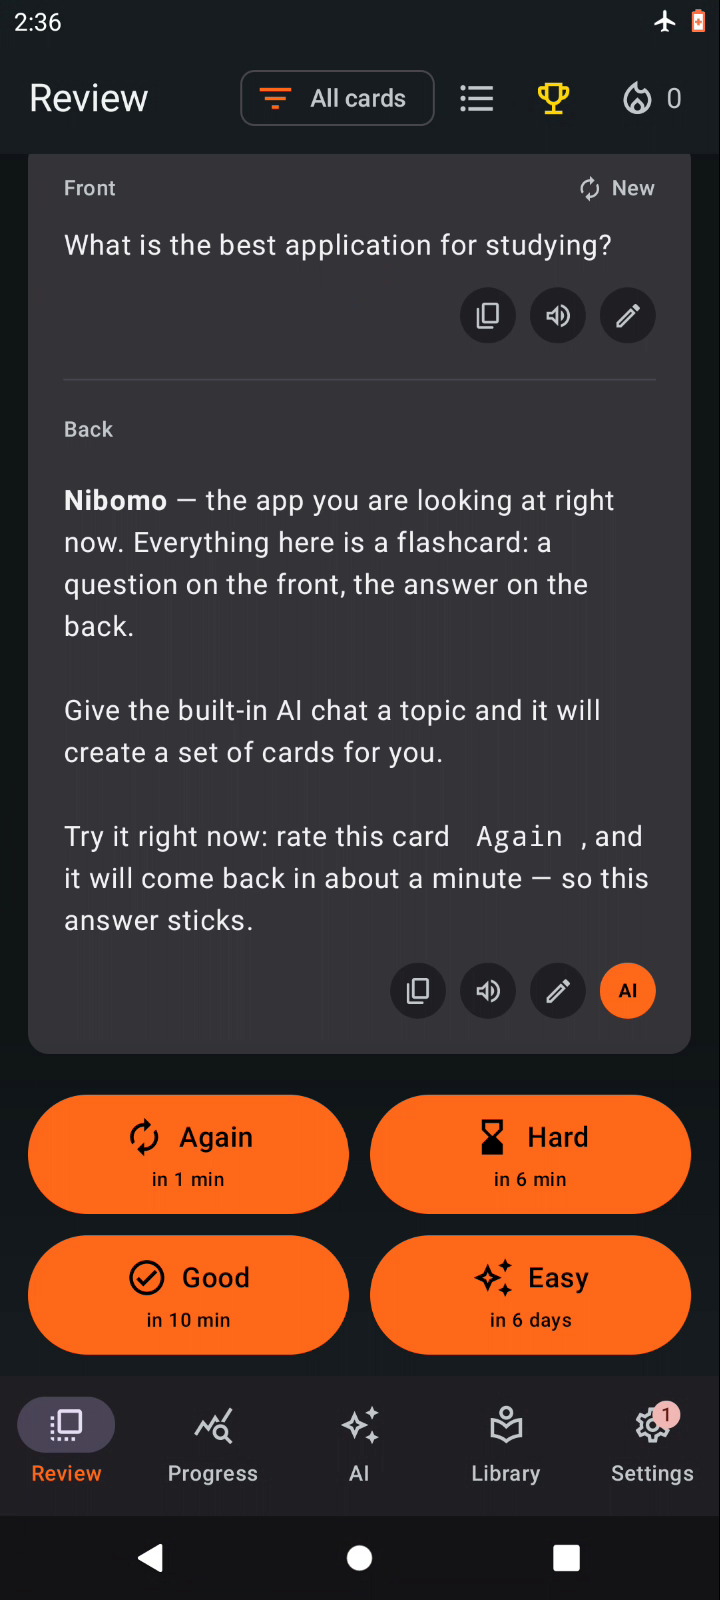 2:36
Review
All cards
0
Front
New
What is the best application for studying?
Back
Nibomo — the app you are looking at right
now. Everything here is a flashcard: a
question on the front, the answer on the
back.
Give the built-in AI chat a topic and it will
create a set of cards for you.
Try it right now: rate this card Again , and
it will come back in about a minute — so this
answer sticks.
AI
Again
in 1 min
Hard
in 6 min
Good
in 10 min
Easy
in 6 days
Review
Progress
AI
Library
1
Settings